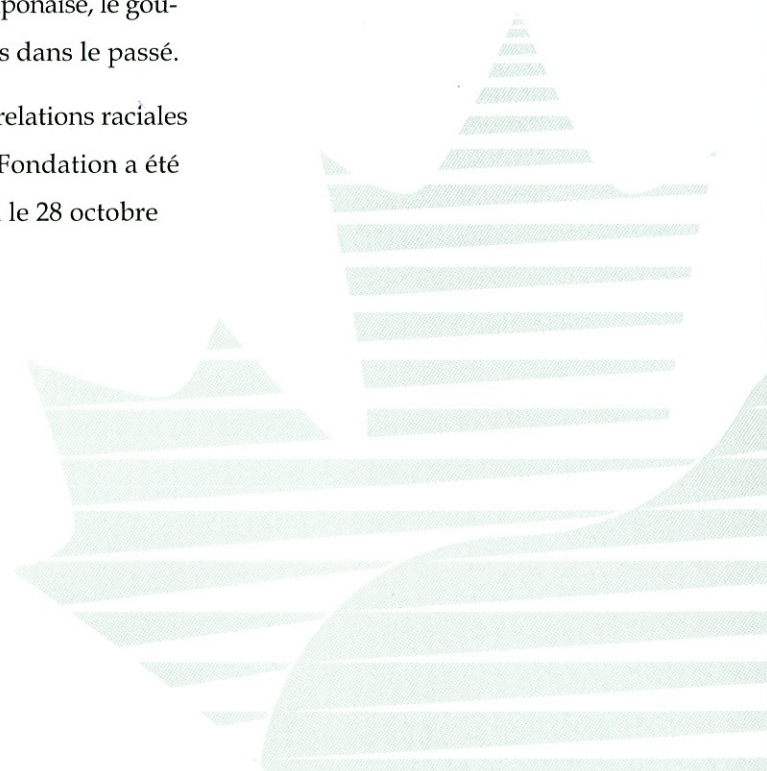 ponaise, le gou-
s dans le passé.
relations raciales
Fondation a été
le 28 octobre